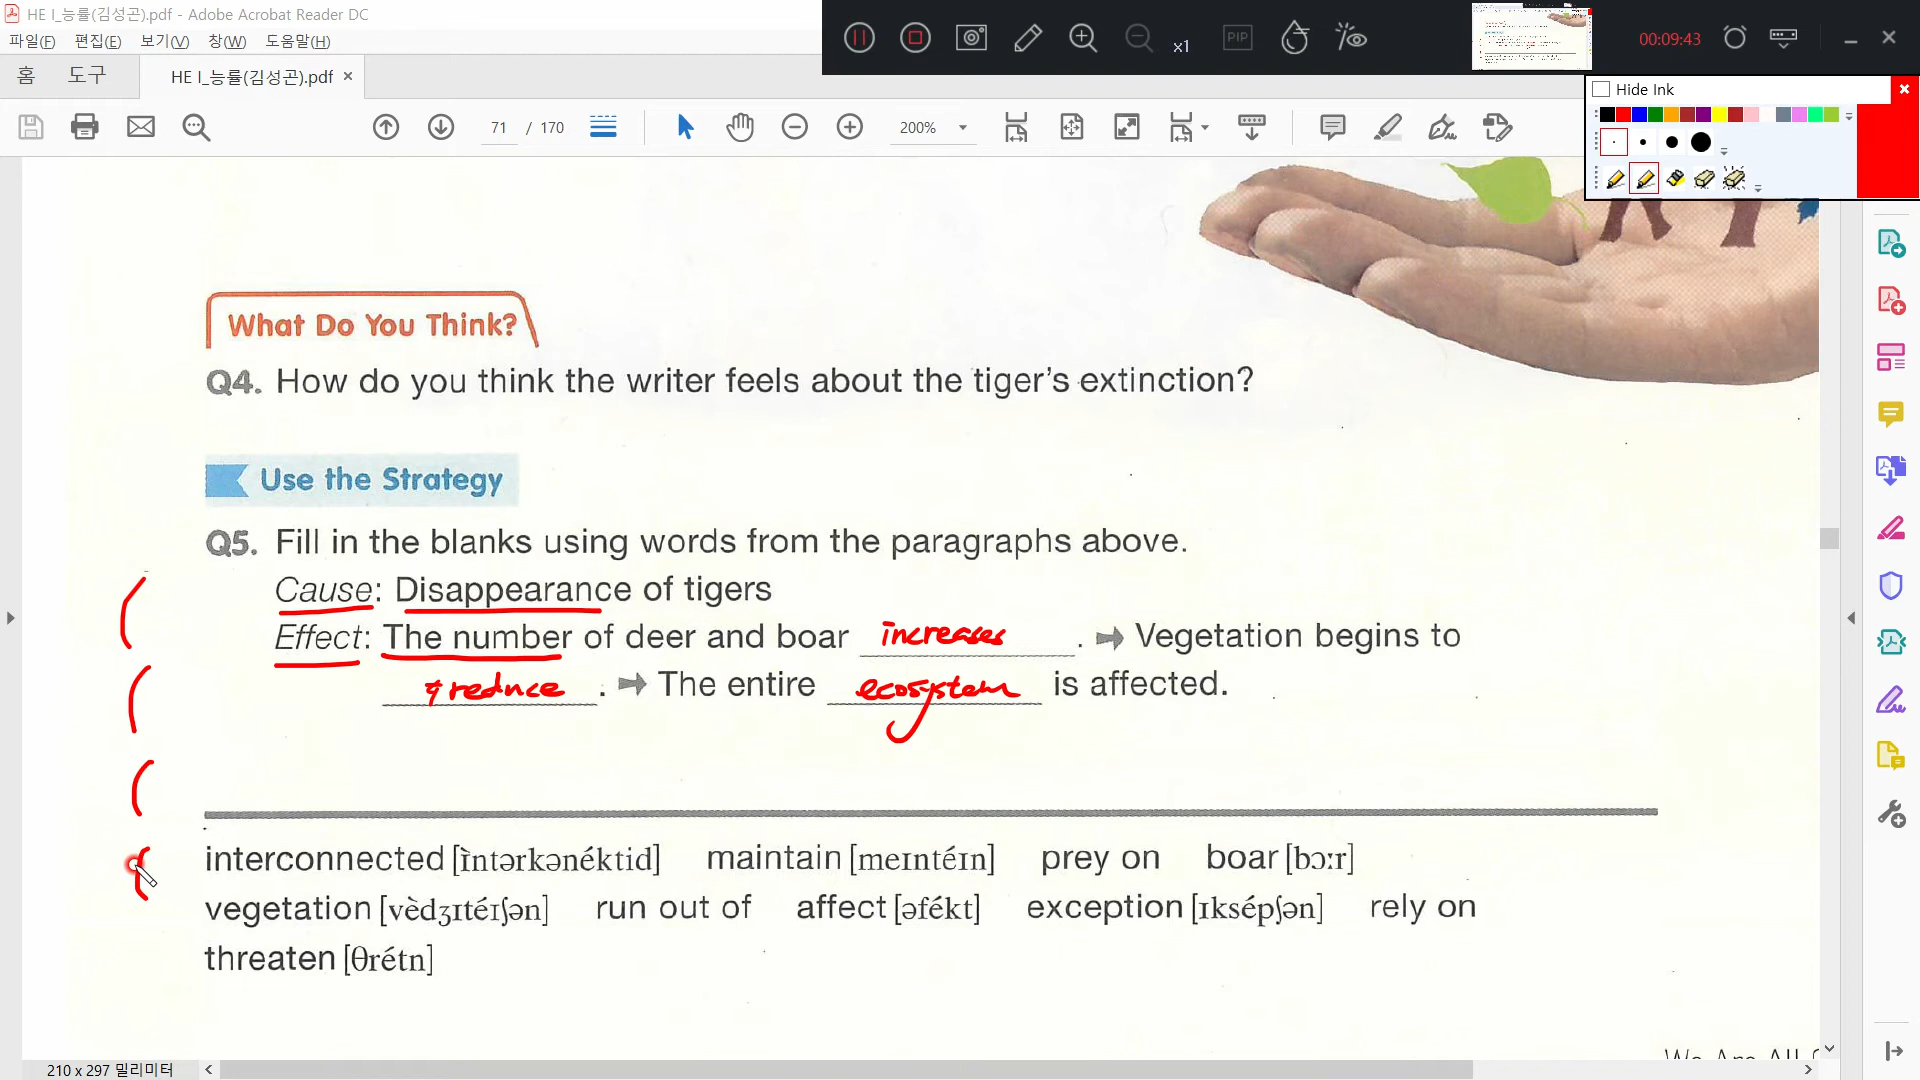 HE I_능률(김성곤).pdf - Adobe Acrobat Reader DC
파일(F) 편집(E) 보기(V) 창(W) 도움말(H)
x1
PIP
00:09:43
홈 도구 HE I_능률(김성곤).pdf ×
Hide Ink
71 / 170 200%
What Do You Think?
Q4. How do you think the writer feels about the tiger's extinction?
Use the Strategy
Q5. Fill in the blanks using words from the paragraphs above.
Cause: Disappearance of tigers
Effect: The number of deer and boar increases . ➡ Vegetation begins to
reduce . ➡ The entire ecosystem is affected.
interconnected [ìntərkənéktid] maintain [meɪntéɪn] prey on boar [bɔːr]
vegetation [vèdʒɪtéɪʃən] run out of affect [əfékt] exception [ɪksépʃən] rely on
threaten [θrétn]
We Are All
210 x 297 밀리미터